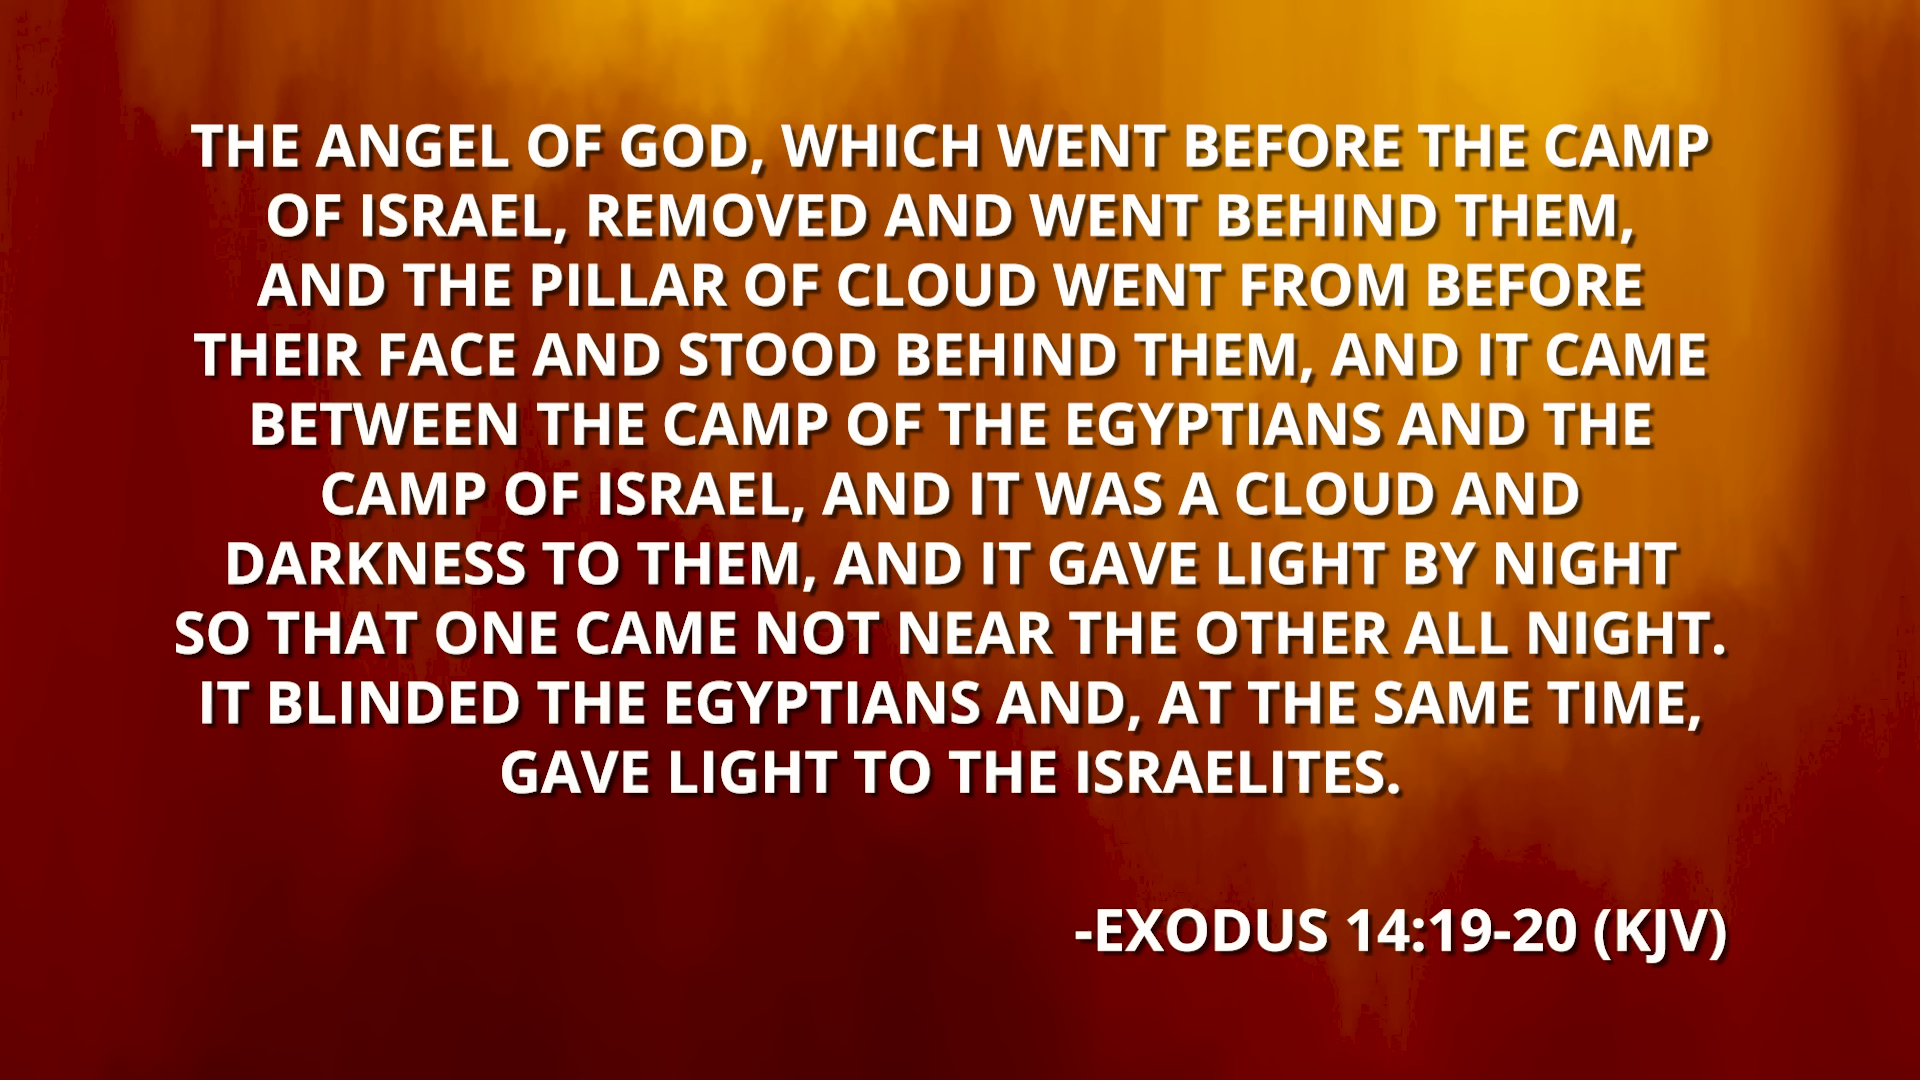 THE ANGEL OF GOD, WHICH WENT BEFORE THE CAMP
OF ISRAEL, REMOVED AND WENT BEHIND THEM,
AND THE PILLAR OF CLOUD WENT FROM BEFORE
THEIR FACE AND STOOD BEHIND THEM, AND IT CAME
BETWEEN THE CAMP OF THE EGYPTIANS AND THE
CAMP OF ISRAEL, AND IT WAS A CLOUD AND
DARKNESS TO THEM, AND IT GAVE LIGHT BY NIGHT
SO THAT ONE CAME NOT NEAR THE OTHER ALL NIGHT.
IT BLINDED THE EGYPTIANS AND, AT THE SAME TIME,
GAVE LIGHT TO THE ISRAELITES.
-EXODUS 14:19-20 (KJV)